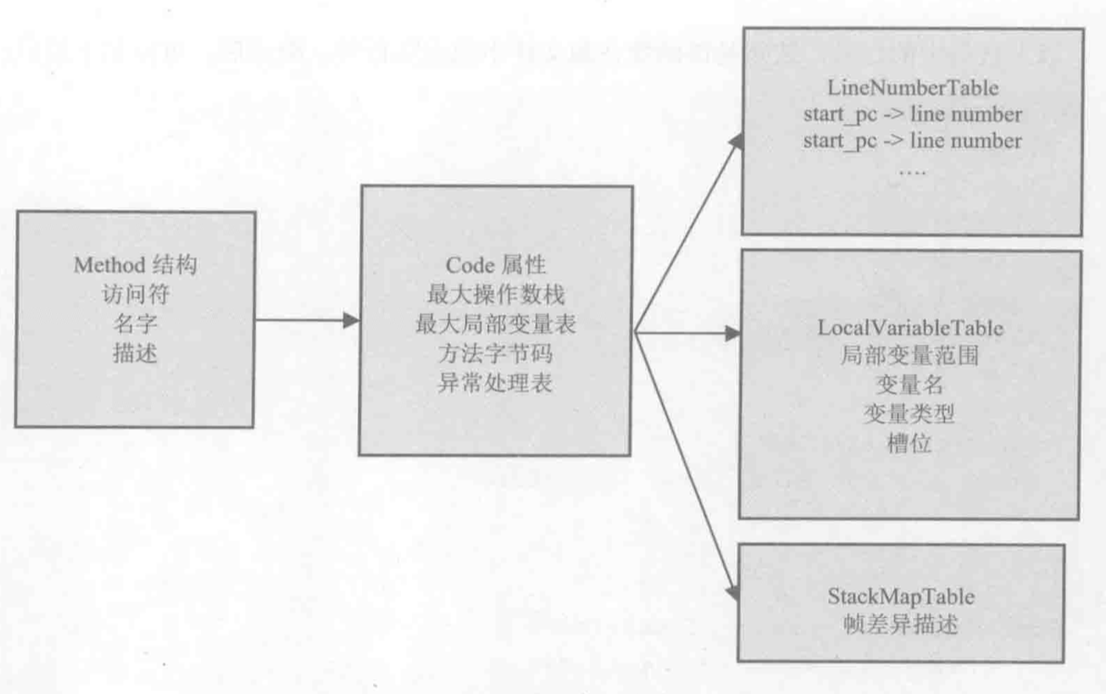 Method 结构
访问符
名字
描述
Code 属性
最大操作数栈
最大局部变量表
方法字节码
异常处理表
LineNumberTable
start_pc -> line number
start_pc -> line number
….
LocalVariableTable
局部变量范围
变量名
变量类型
槽位
StackMapTable
帧差异描述